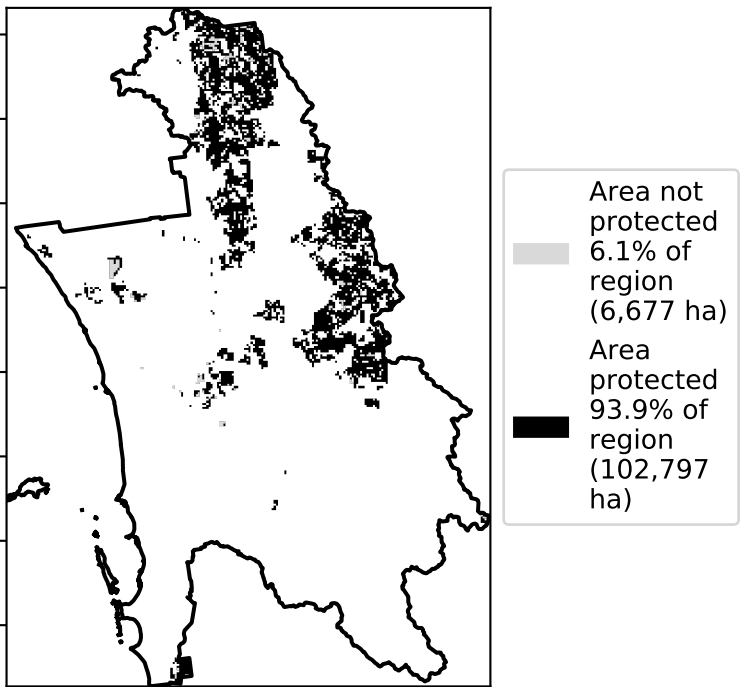 Area not
protected
6.1% of
region
(6,677 ha)
Area
protected
93.9% of
region
(102,797
ha)